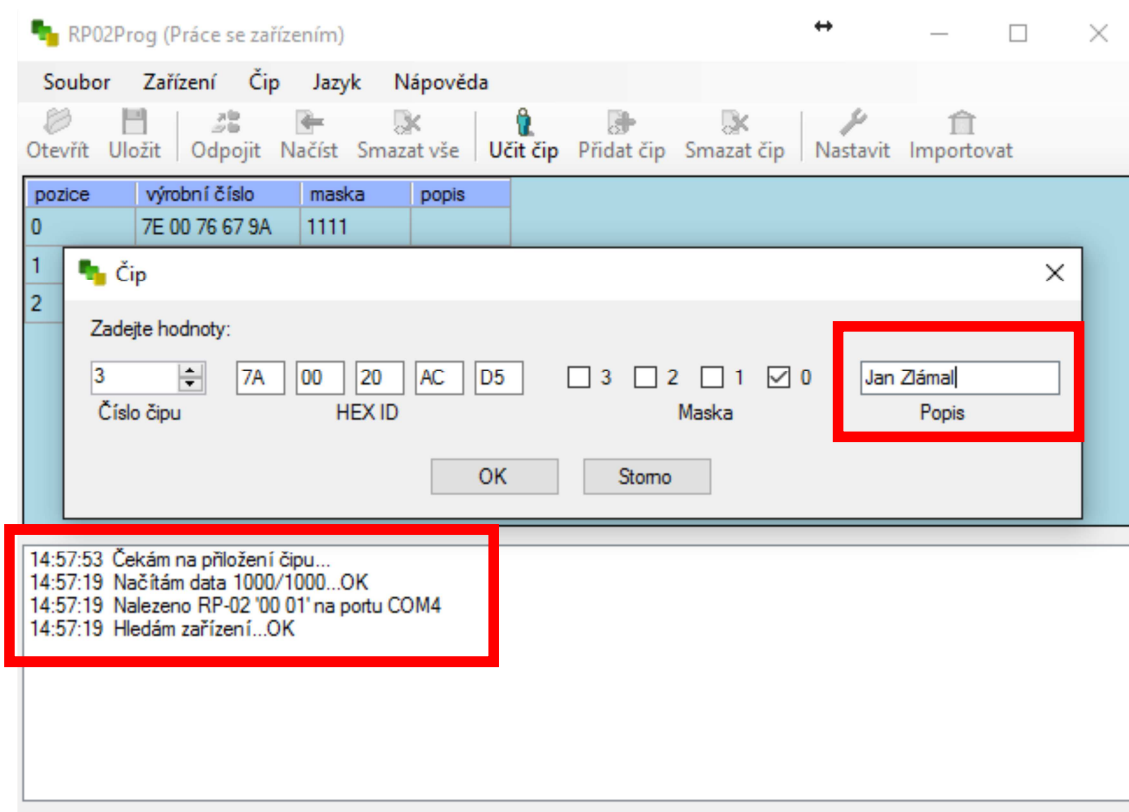 RP02Prog (Práce se zařízením)
Soubor Zařízení Čip Jazyk Nápověda
Otevřít Uložit Odpojit Načíst Smazat vše Učit čip Přidat čip Smazat čip Nastavit Importovat
pozice výrobní číslo maska popis
0 7E 00 76 67 9A 1111
1
2
Čip
Zadejte hodnoty:
3 7A 00 20 AC D5 3 2 1 0 Jan Zlámal
Číslo čipu HEX ID Maska Popis
OK Storno
14:57:53 Čekám na přiložení čipu...
14:57:19 Načítám data 1000/1000...OK
14:57:19 Nalezeno RP-02 '00 01' na portu COM4
14:57:19 Hledám zařízení...OK